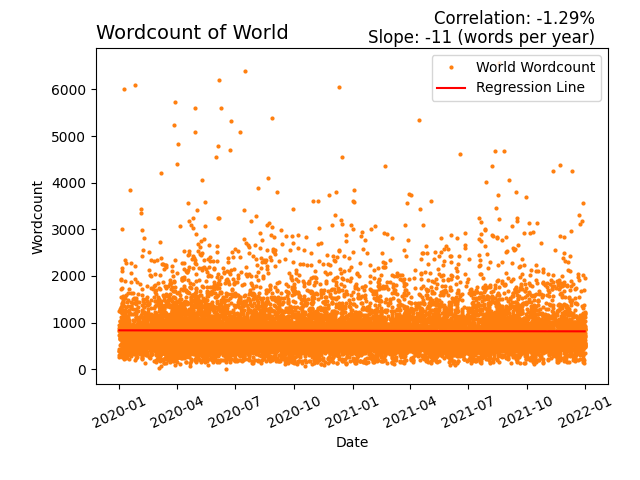 Wordcount of World
Correlation: -1.29%
Slope: -11 (words per year)
World Wordcount
Regression Line
Wordcount
6000
5000
4000
3000
2000
1000
0
2020-01
2020-04
2020-07
2020-10
2021-01
2021-04
2021-07
2021-10
2022-01
Date